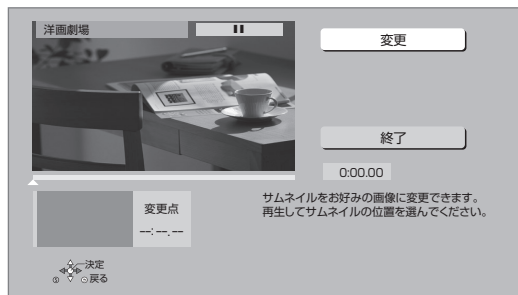 洋画劇場
変更
終了
0:00.00
サムネイルをお好みの画像に変更できます。
再生してサムネイルの位置を選んでください。
変更点
--:--.--
決定
戻る